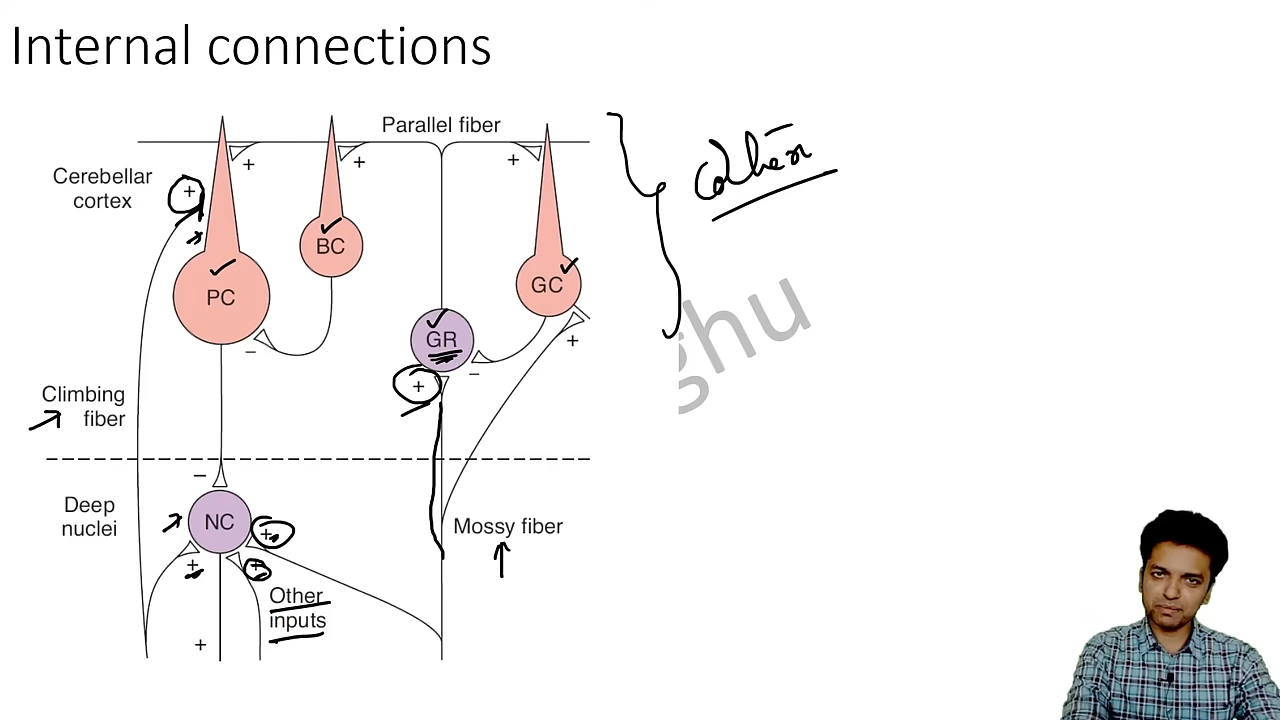 Internal connections
Parallel fiber
+ + +
Cerebellar
cortex
+
BC
GC
PC
GR
+
−
−
+
Climbing
fiber
−
Deep
nuclei
NC
+
Mossy fiber
+ +
Other
inputs
+
ghu